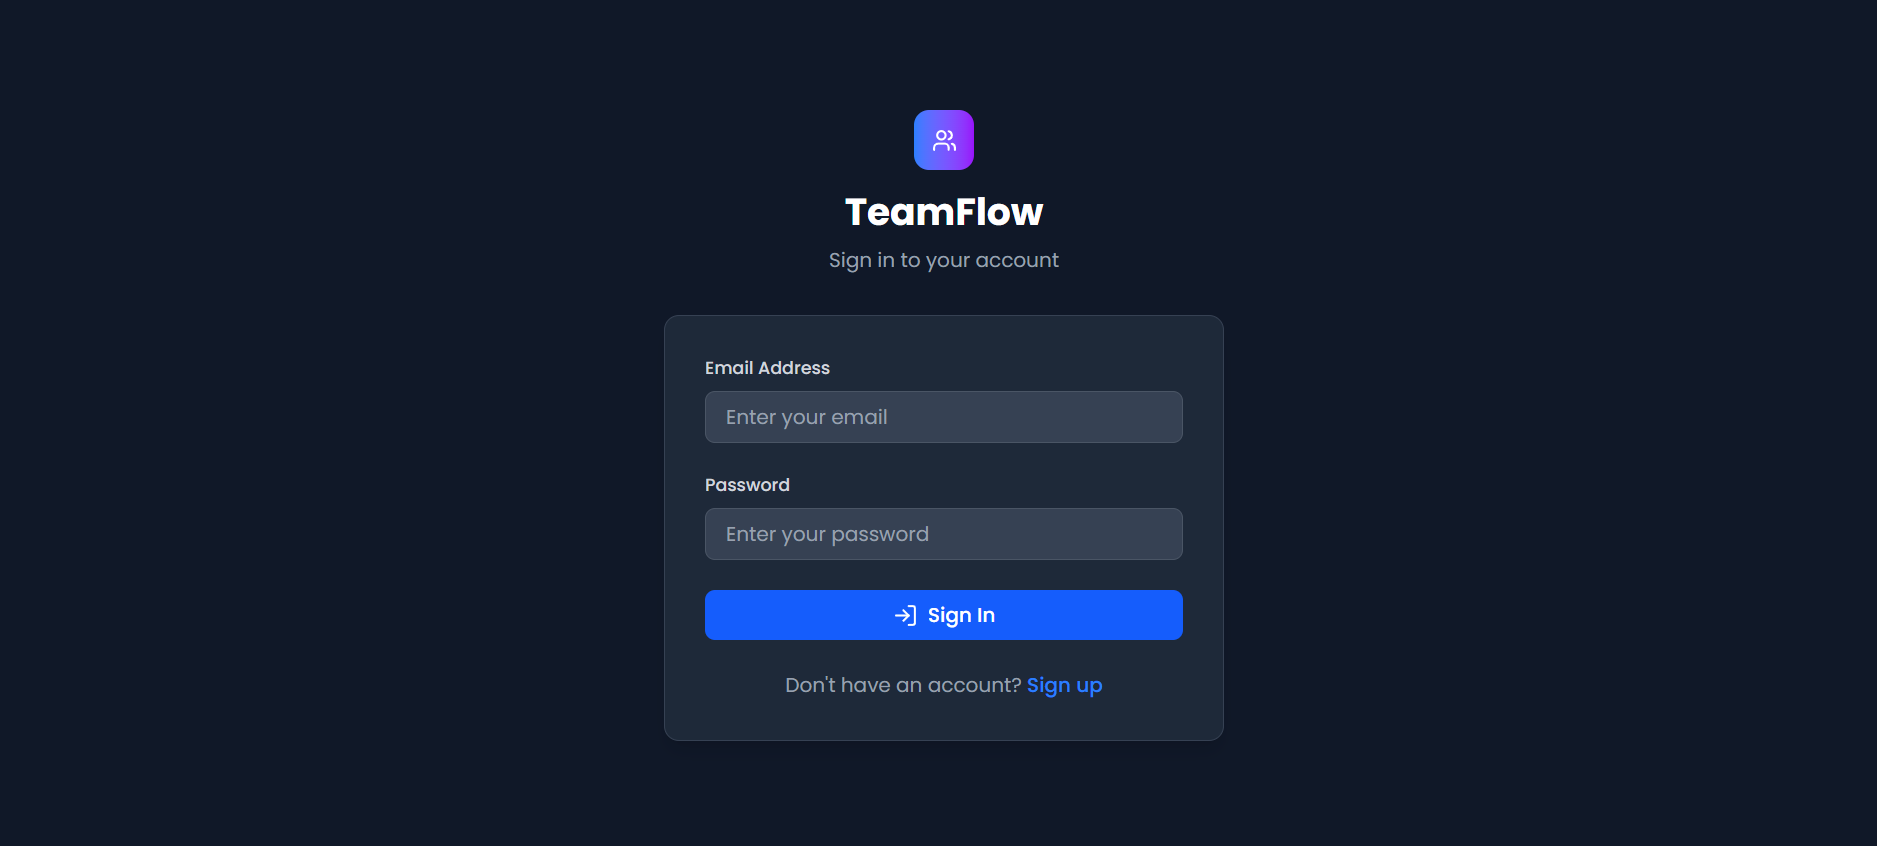 TeamFlow
Sign in to your account
Email Address
Enter your email
Password
Enter your password
Sign In
Don't have an account? Sign up